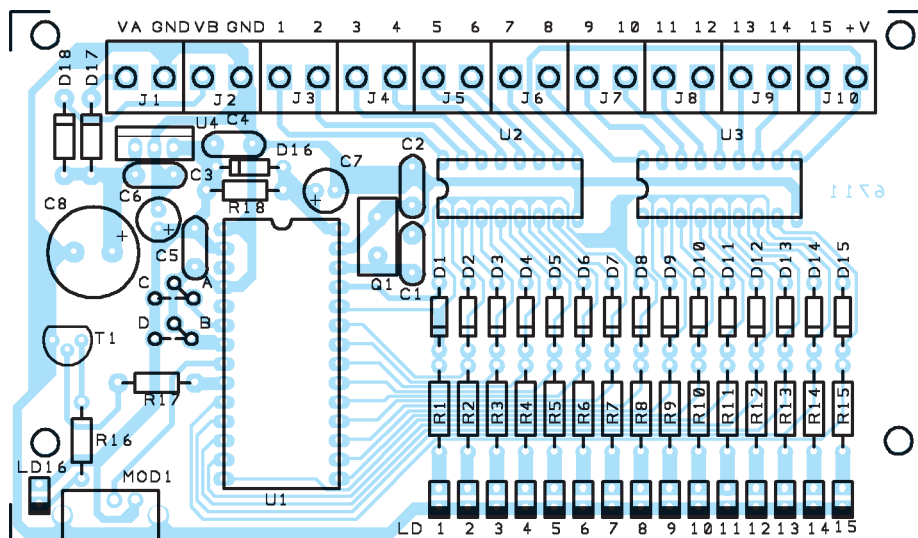 VA GND VB GND 1 2 3 4 5 6 7 8 9 10 11 12 13 14 15 +V
D18 D17
J1 J2 J3 J4 J5 J6 J7 J8 J9 J10
U4 C4 U2 U3
D16 C2
C3 C7
C6 R18
C8 6711
+ + +
C5
D1 D2 D3 D4 D5 D6 D7 D8 D9 D10 D11 D12 D13 D14 D15
C A Q1 C1
D B
T1
R17
R1 R2 R3 R4 R5 R6 R7 R8 R9 R10 R11 R12 R13 R14 R15
R16
LD16
MOD1
U1
LD 1 2 3 4 5 6 7 8 9 10 11 12 13 14 15